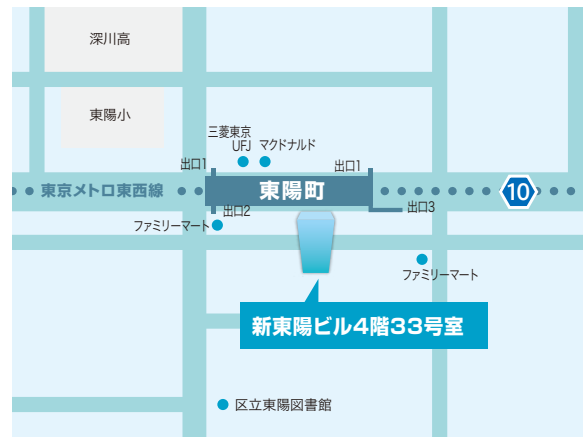 深川高
東陽小
三菱東京
UFJ
マクドナルド
出口1
出口1
東京メトロ東西線
東陽町
10
出口2
出口3
ファミリーマート
ファミリーマート
新東陽ビル4階33号室
区立東陽図書館